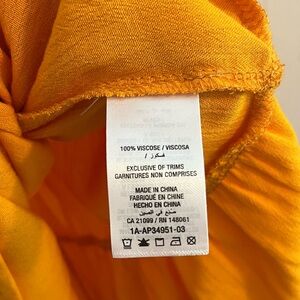 100% VISCOSE / VISCOSA
فسكوز /
EXCLUSIVE OF TRIMS
GARNITURES NON COMPRISES
MADE IN CHINA
FABRIQUÉ EN CHINE
HECHO EN CHINA
صنع في الصين
CA 21099 / RN 148061
1A-AP34951-03